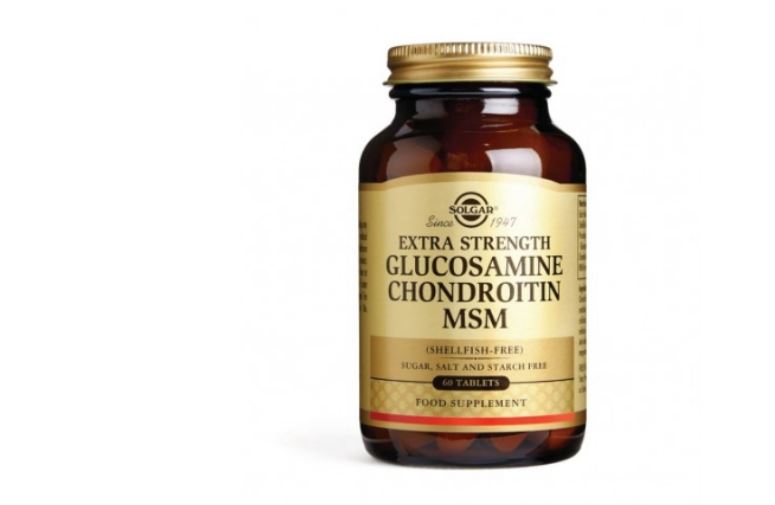 SOLGAR®
Since 1947
EXTRA STRENGTH
GLUCOSAMINE
CHONDROITIN
MSM
(SHELLFISH-FREE)
SUGAR, SALT AND STARCH FREE
60 TABLETS
FOOD SUPPLEMENT